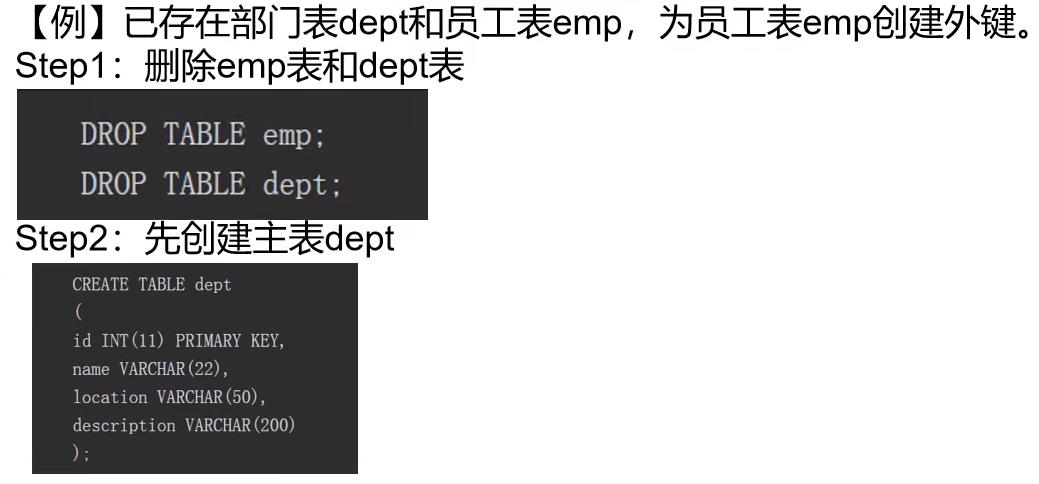 【例】已存在部门表dept和员工表emp，为员工表emp创建外键。
Step1：删除emp表和dept表
DROP TABLE emp;
DROP TABLE dept;
Step2：先创建主表dept
CREATE TABLE dept
(
id INT(11) PRIMARY KEY,
name VARCHAR(22),
location VARCHAR(50),
description VARCHAR(200)
);